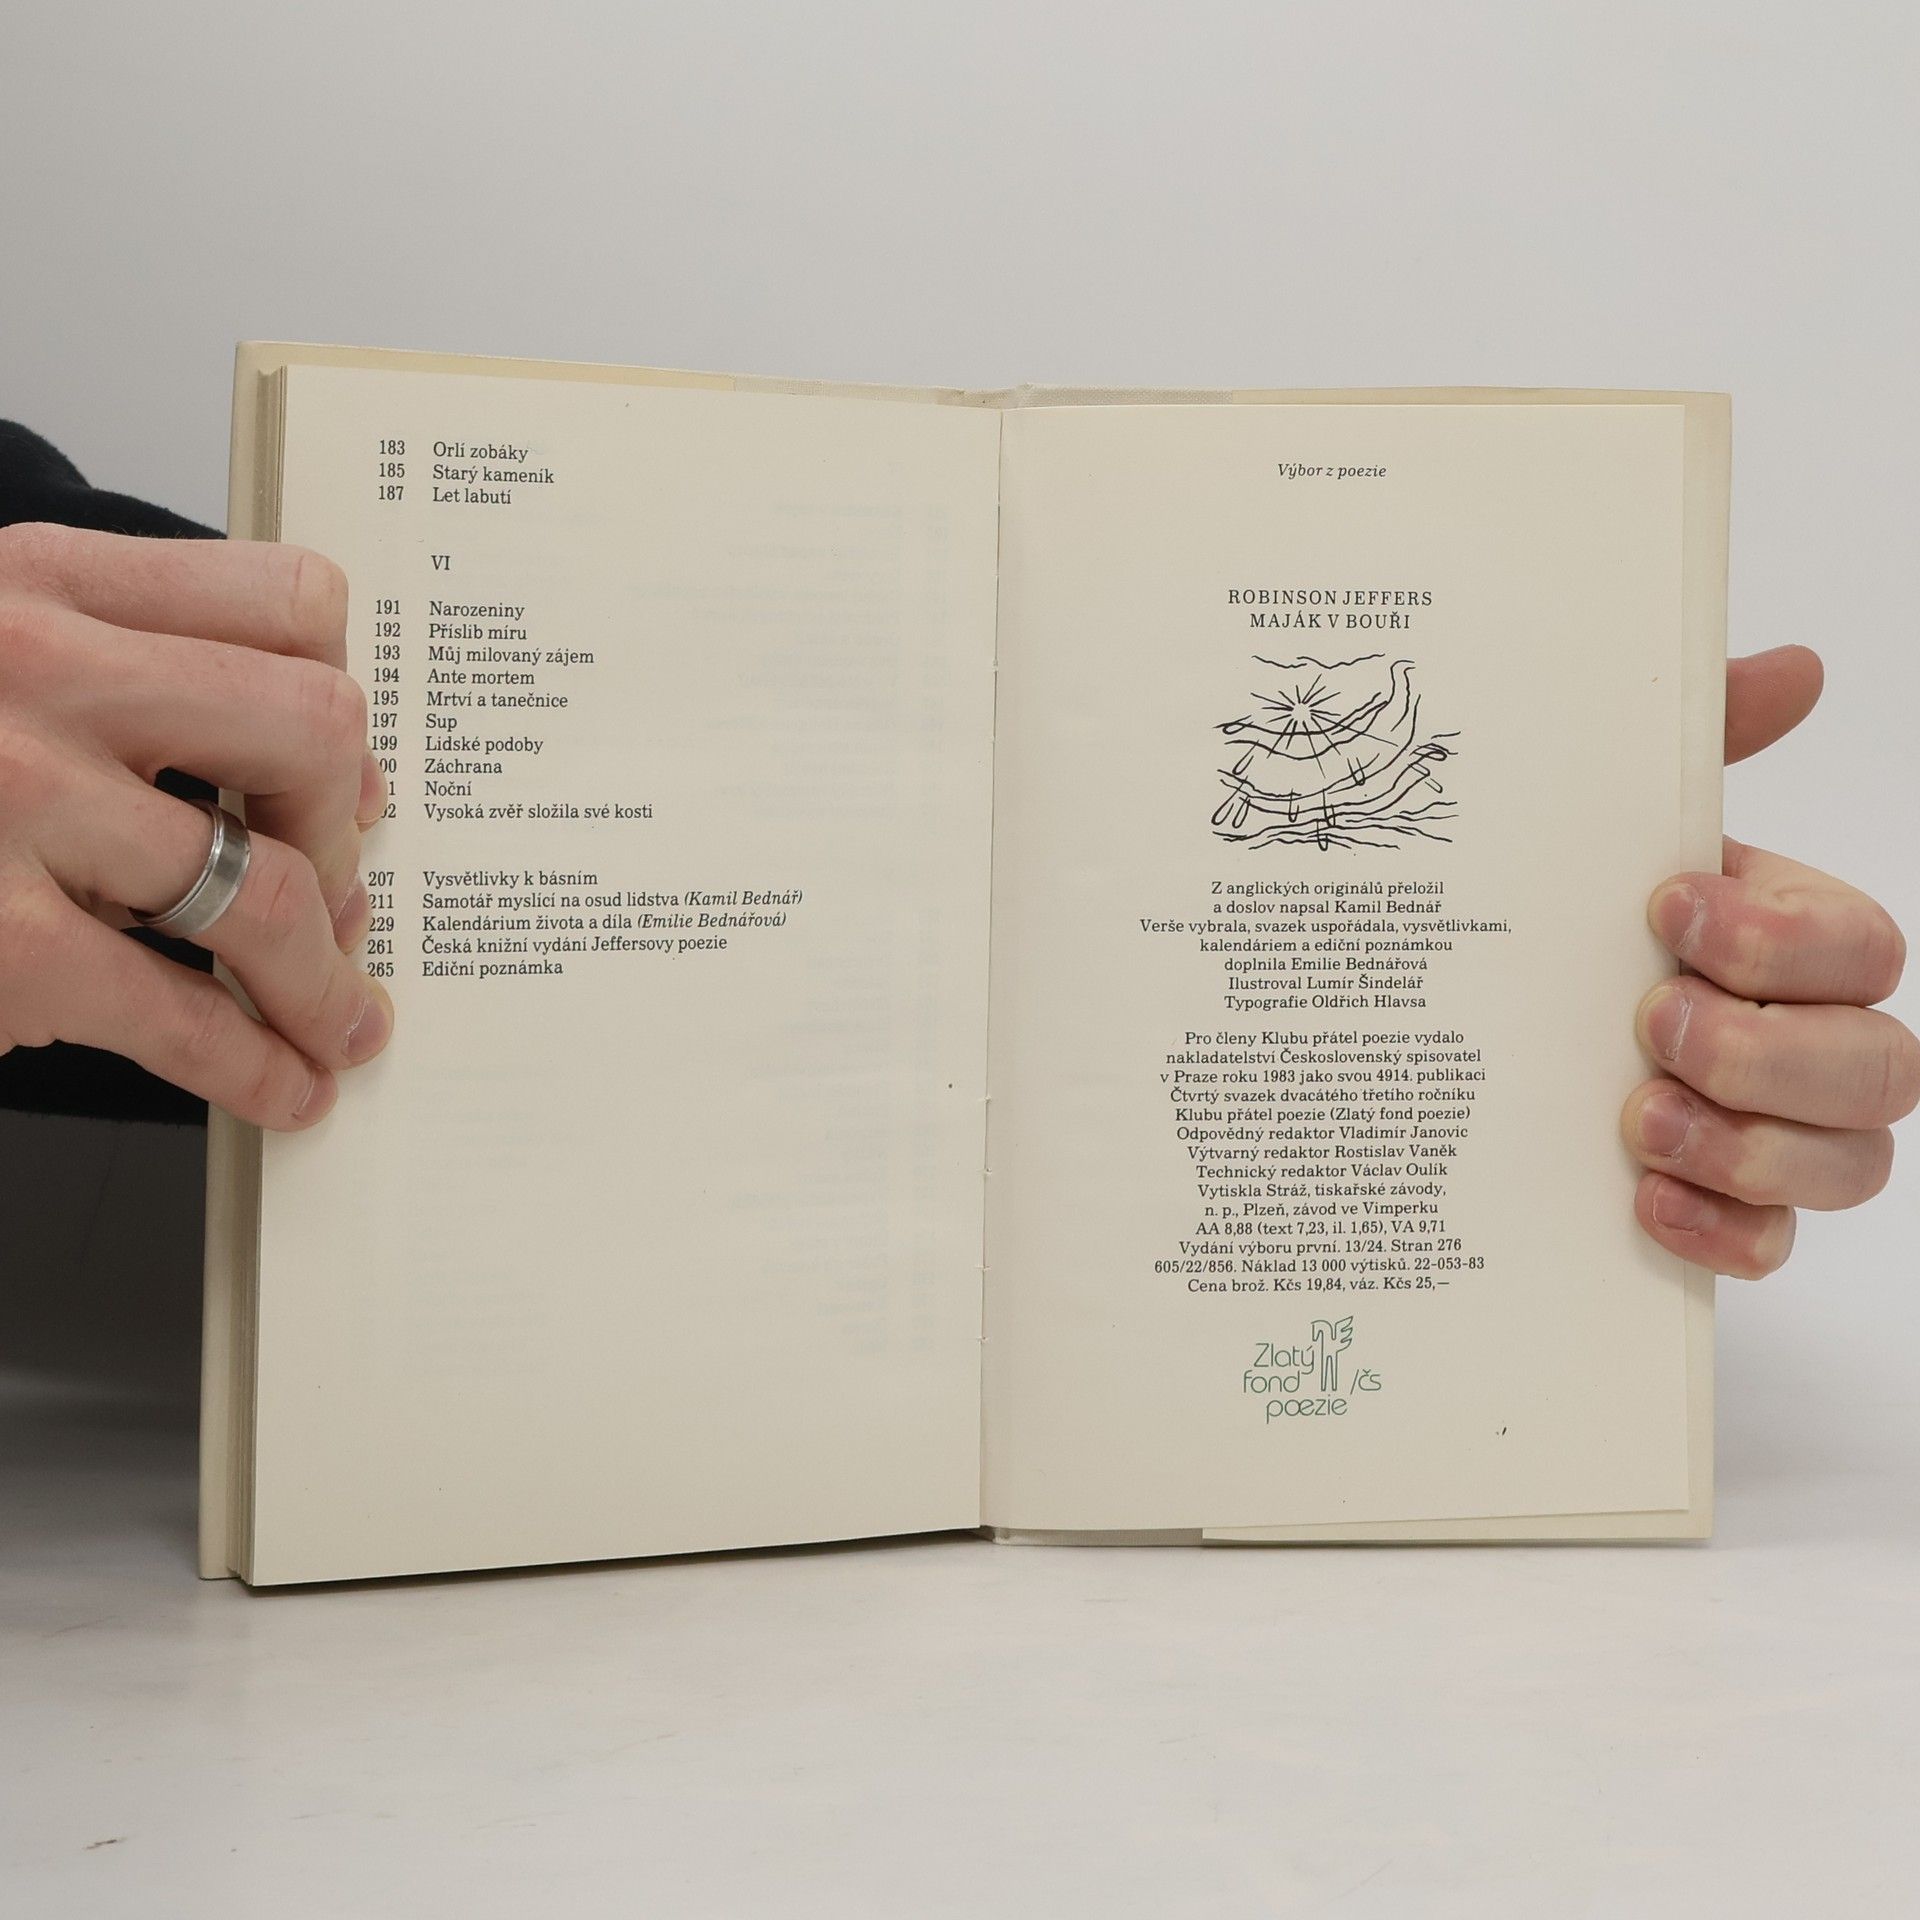 183 Orlí zobáky
185 Starý kameník
187 Let labutí
VI
191 Narozeniny
192 Příslib míru
193 Můj milovaný zájem
194 Ante mortem
195 Mrtví a tanečnice
197 Sup
199 Lidské podoby
00 Záchrana
1 Noční
02 Vysoká zvěř složila své kosti
207 Vysvětlivky k básním
211 Samotář myslící na osud lidstva (Kamil Bednář)
229 Kalendárium života a díla (Emilie Bednářová)
261 Česká knižní vydání Jeffersovy poezie
265 Ediční poznámka
Výbor z poezie
ROBINSON JEFFERS
MAJÁK V BOUŘI
Z anglických originálů přeložil
a doslov napsal Kamil Bednář
Verše vybrala, svazek uspořádala, vysvětlivkami,
kalendáriem a ediční poznámkou
doplnila Emilie Bednářová
Ilustroval Lumír Šindelář
Typografie Oldřich Hlavsa
Pro členy Klubu přátel poezie vydalo
nakladatelství Československý spisovatel
v Praze roku 1983 jako svou 4914. publikaci
Čtvrtý svazek dvacátého třetího ročníku
Klubu přátel poezie (Zlatý fond poezie)
Odpovědný redaktor Vladimír Janovic
Výtvarný redaktor Rostislav Vaněk
Technický redaktor Václav Oulík
Vytiskla Stráž, tiskařské závody,
n. p., Plzeň, závod ve Vimperku
AA 8,88 (text 7,23, il. 1,65), VA 9,71
Vydání výboru první. 13/24. Stran 276
605/22/856. Náklad 13 000 výtisků. 22-053-83
Cena brož. Kčs 19,84, váz. Kčs 25,—
Zlatý
fond /čs
poezie